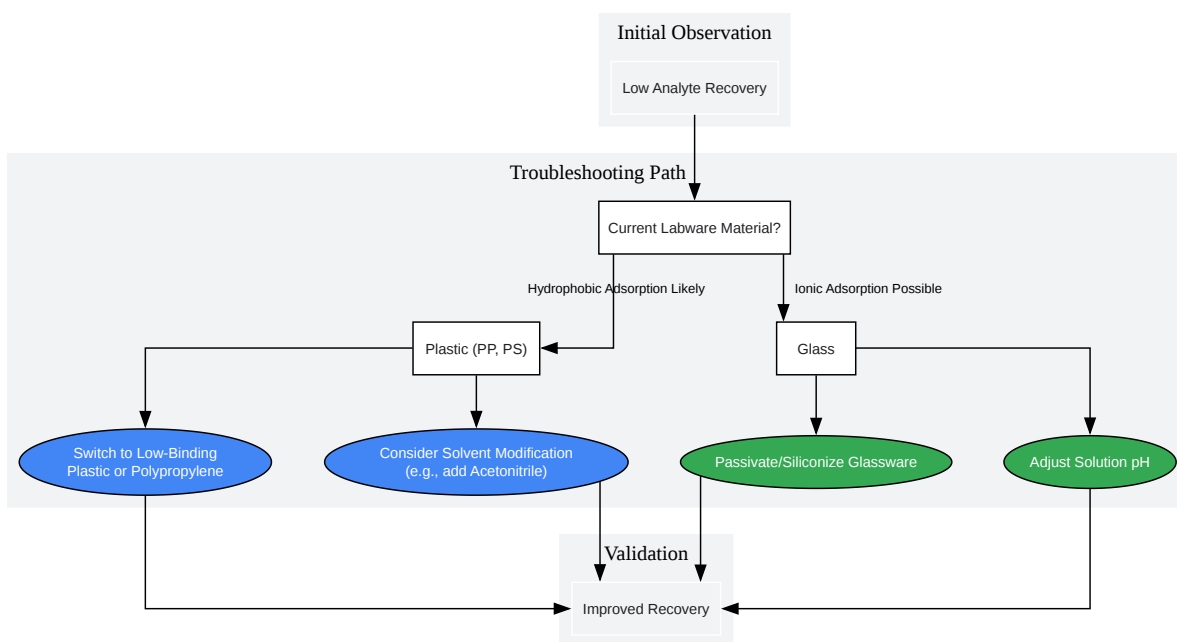 Initial Observation
Low Analyte Recovery
Troubleshooting Path
Current Labware Material?
Hydrophobic Adsorption Likely
Ionic Adsorption Possible
Plastic (PP, PS)
Glass
Switch to Low-Binding
Plastic or Polypropylene
Consider Solvent Modification
(e.g., add Acetonitrile)
Passivate/Siliconize Glassware
Adjust Solution pH
Validation
Improved Recovery